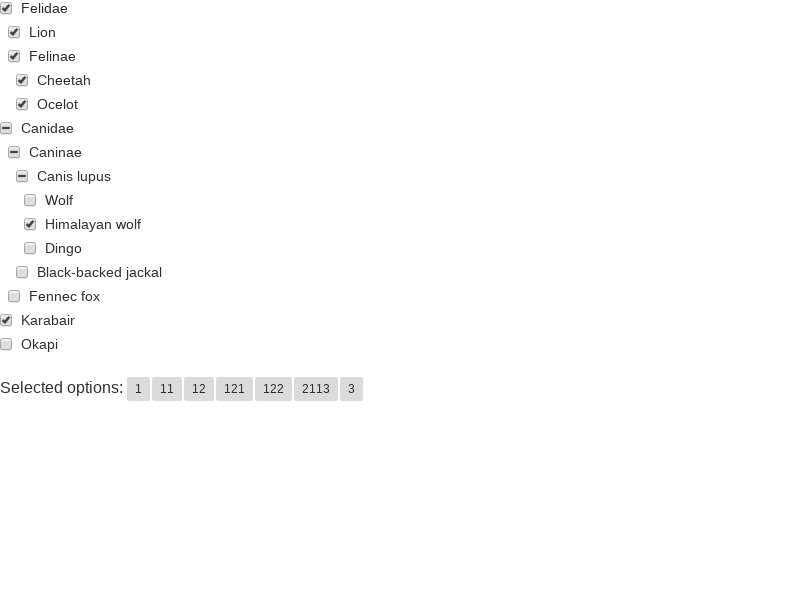 Felidae
Lion
Felinae
Cheetah
Ocelot
Canidae
Caninae
Canis lupus
Wolf
Himalayan wolf
Dingo
Black-backed jackal
Fennec fox
Karabair
Okapi
Selected options: 1 11 12 121 122 2113 3